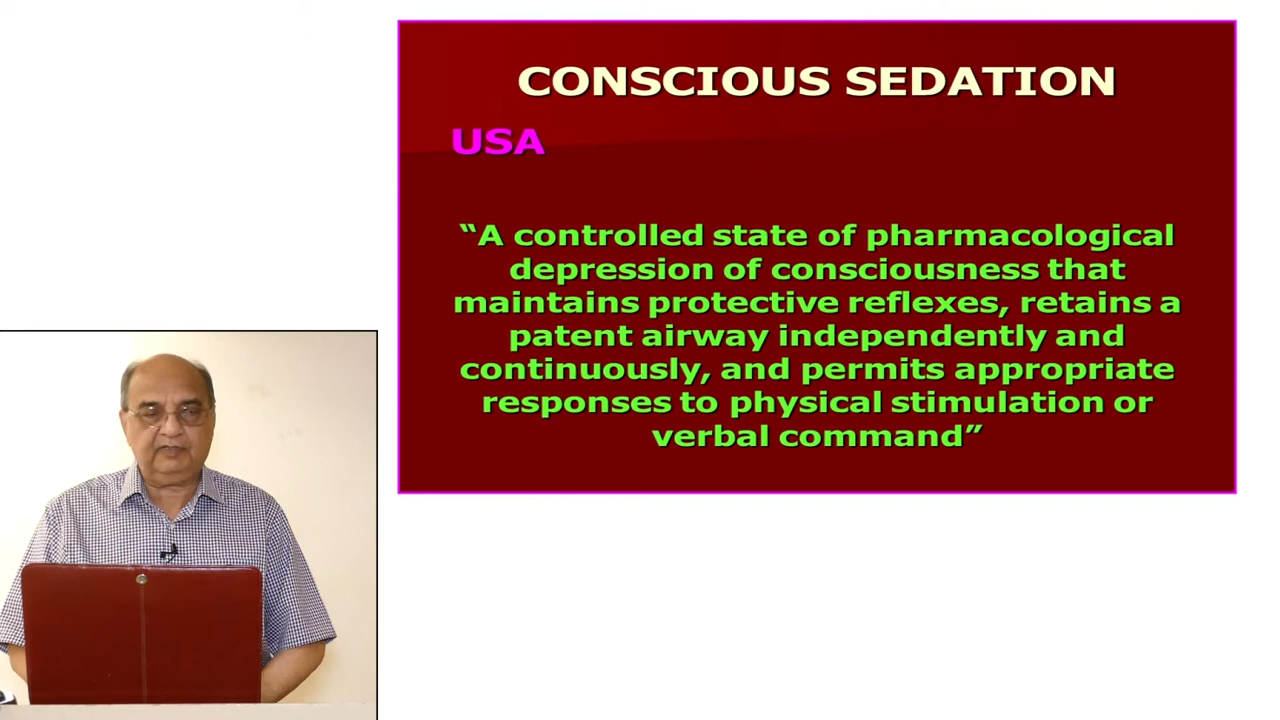 CONSCIOUS SEDATION
USA
“A controlled state of pharmacological
depression of consciousness that
maintains protective reflexes, retains a
patent airway independently and
continuously, and permits appropriate
responses to physical stimulation or
verbal command”